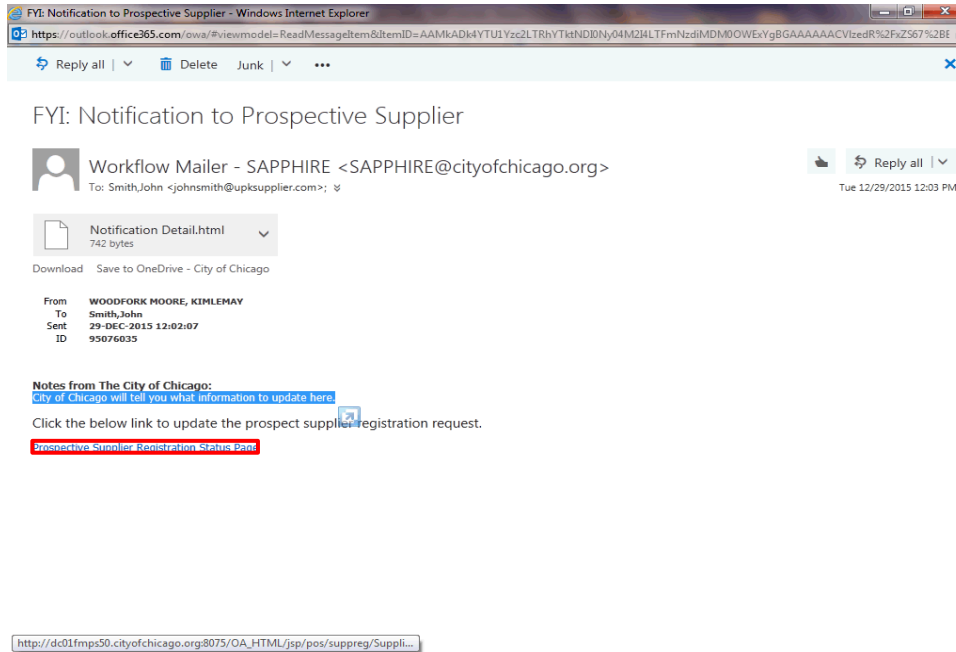 FYI: Notification to Prospective Supplier - Windows Internet Explorer
https://outlook.office365.com/owa/#viewmodel=ReadMessageItem&ItemID=
Reply all | Delete Junk | •••
FYI: Notification to Prospective Supplier
Workflow Mailer - SAPPHIRE <SAPPHIRE@cityofchicago.org>
Reply all |
To: Smith,John <johnsmith@upksupplier.com>;
Tue 12/29/2015 12:03 PM
Notification Detail.html
742 bytes
Download Save to OneDrive - City of Chicago
From WOODFORK MOORE, KIMLEMAY
To Smith,John
Sent 29-DEC-2015 12:02:07
ID 95076035
Notes from The City of Chicago:
City of Chicago will tell you what information to update here.
Click the below link to update the prospect supplier registration request.
Prospective Supplier Registration Status Page
http://dc01fmps50.cityofchicago.org:8075/OA_HTML/jsp/pos/suppreg/Suppli...